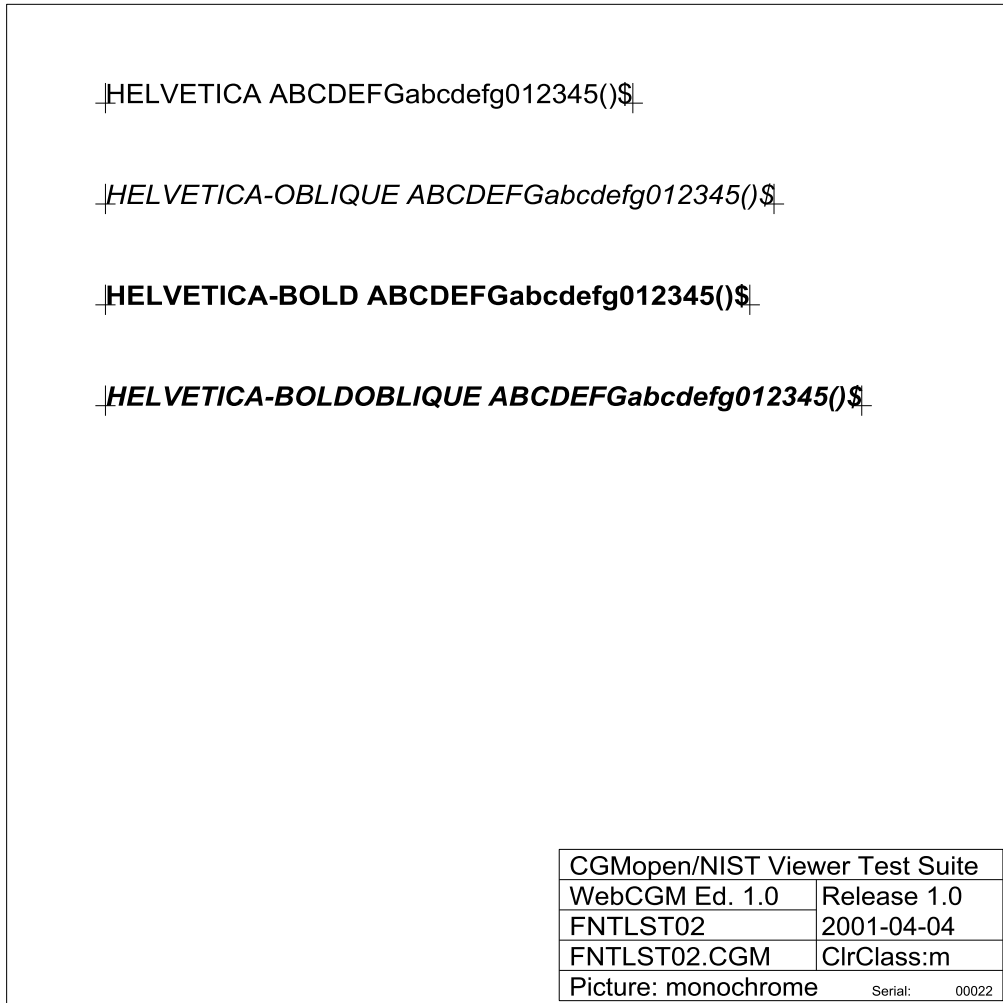 HELVETICA ABCDEFGabcdefg012345()$
HELVETICA-OBLIQUE ABCDEFGabcdefg012345()$
HELVETICA-BOLD ABCDEFGabcdefg012345()$
HELVETICA-BOLDOBLIQUE ABCDEFGabcdefg012345()$
CGMopen/NIST Viewer Test Suite
WebCGM Ed. 1.0 Release 1.0
FNTLST02 2001-04-04
FNTLST02.CGM ClrClass:m
Picture: monochrome Serial: 00022